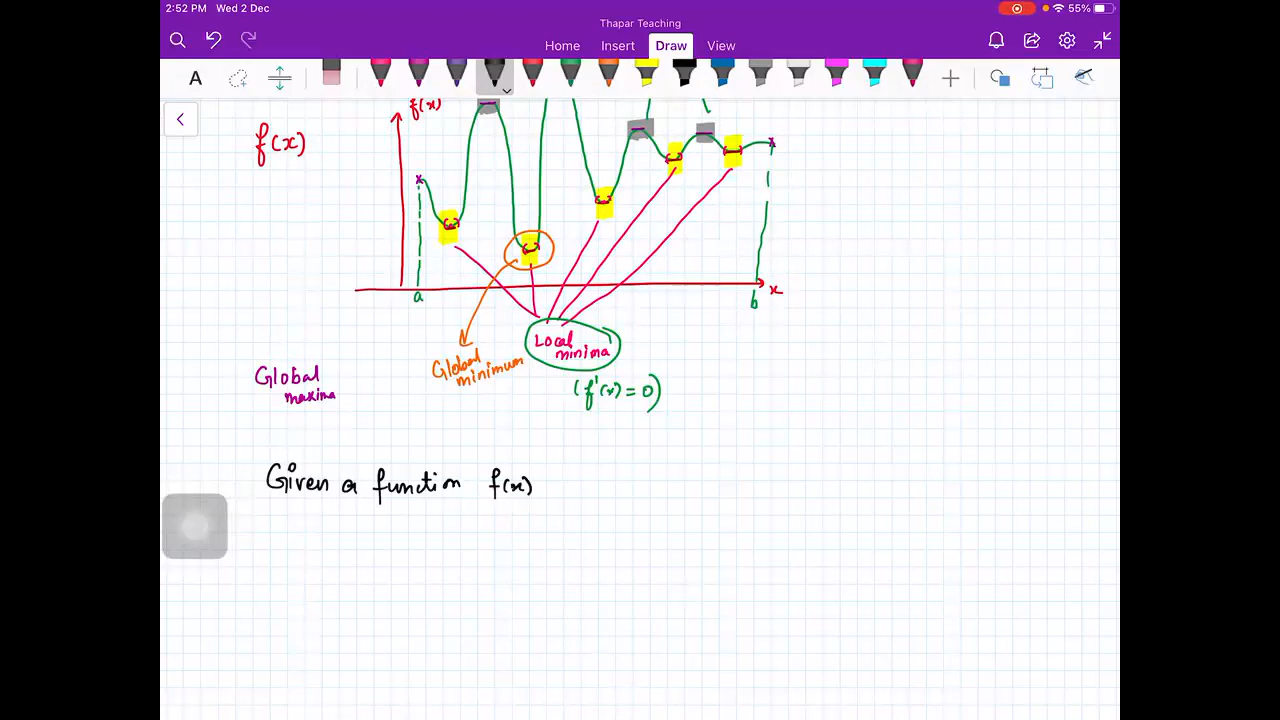 2:52 PM Wed 2 Dec
55%
Thapar Teaching
Home Insert Draw View
A
f(x)
f(x)
a
b
x
Local
minima
Global
minimum
(f'(x) = 0)
Global
maxima
Given a function f(x)